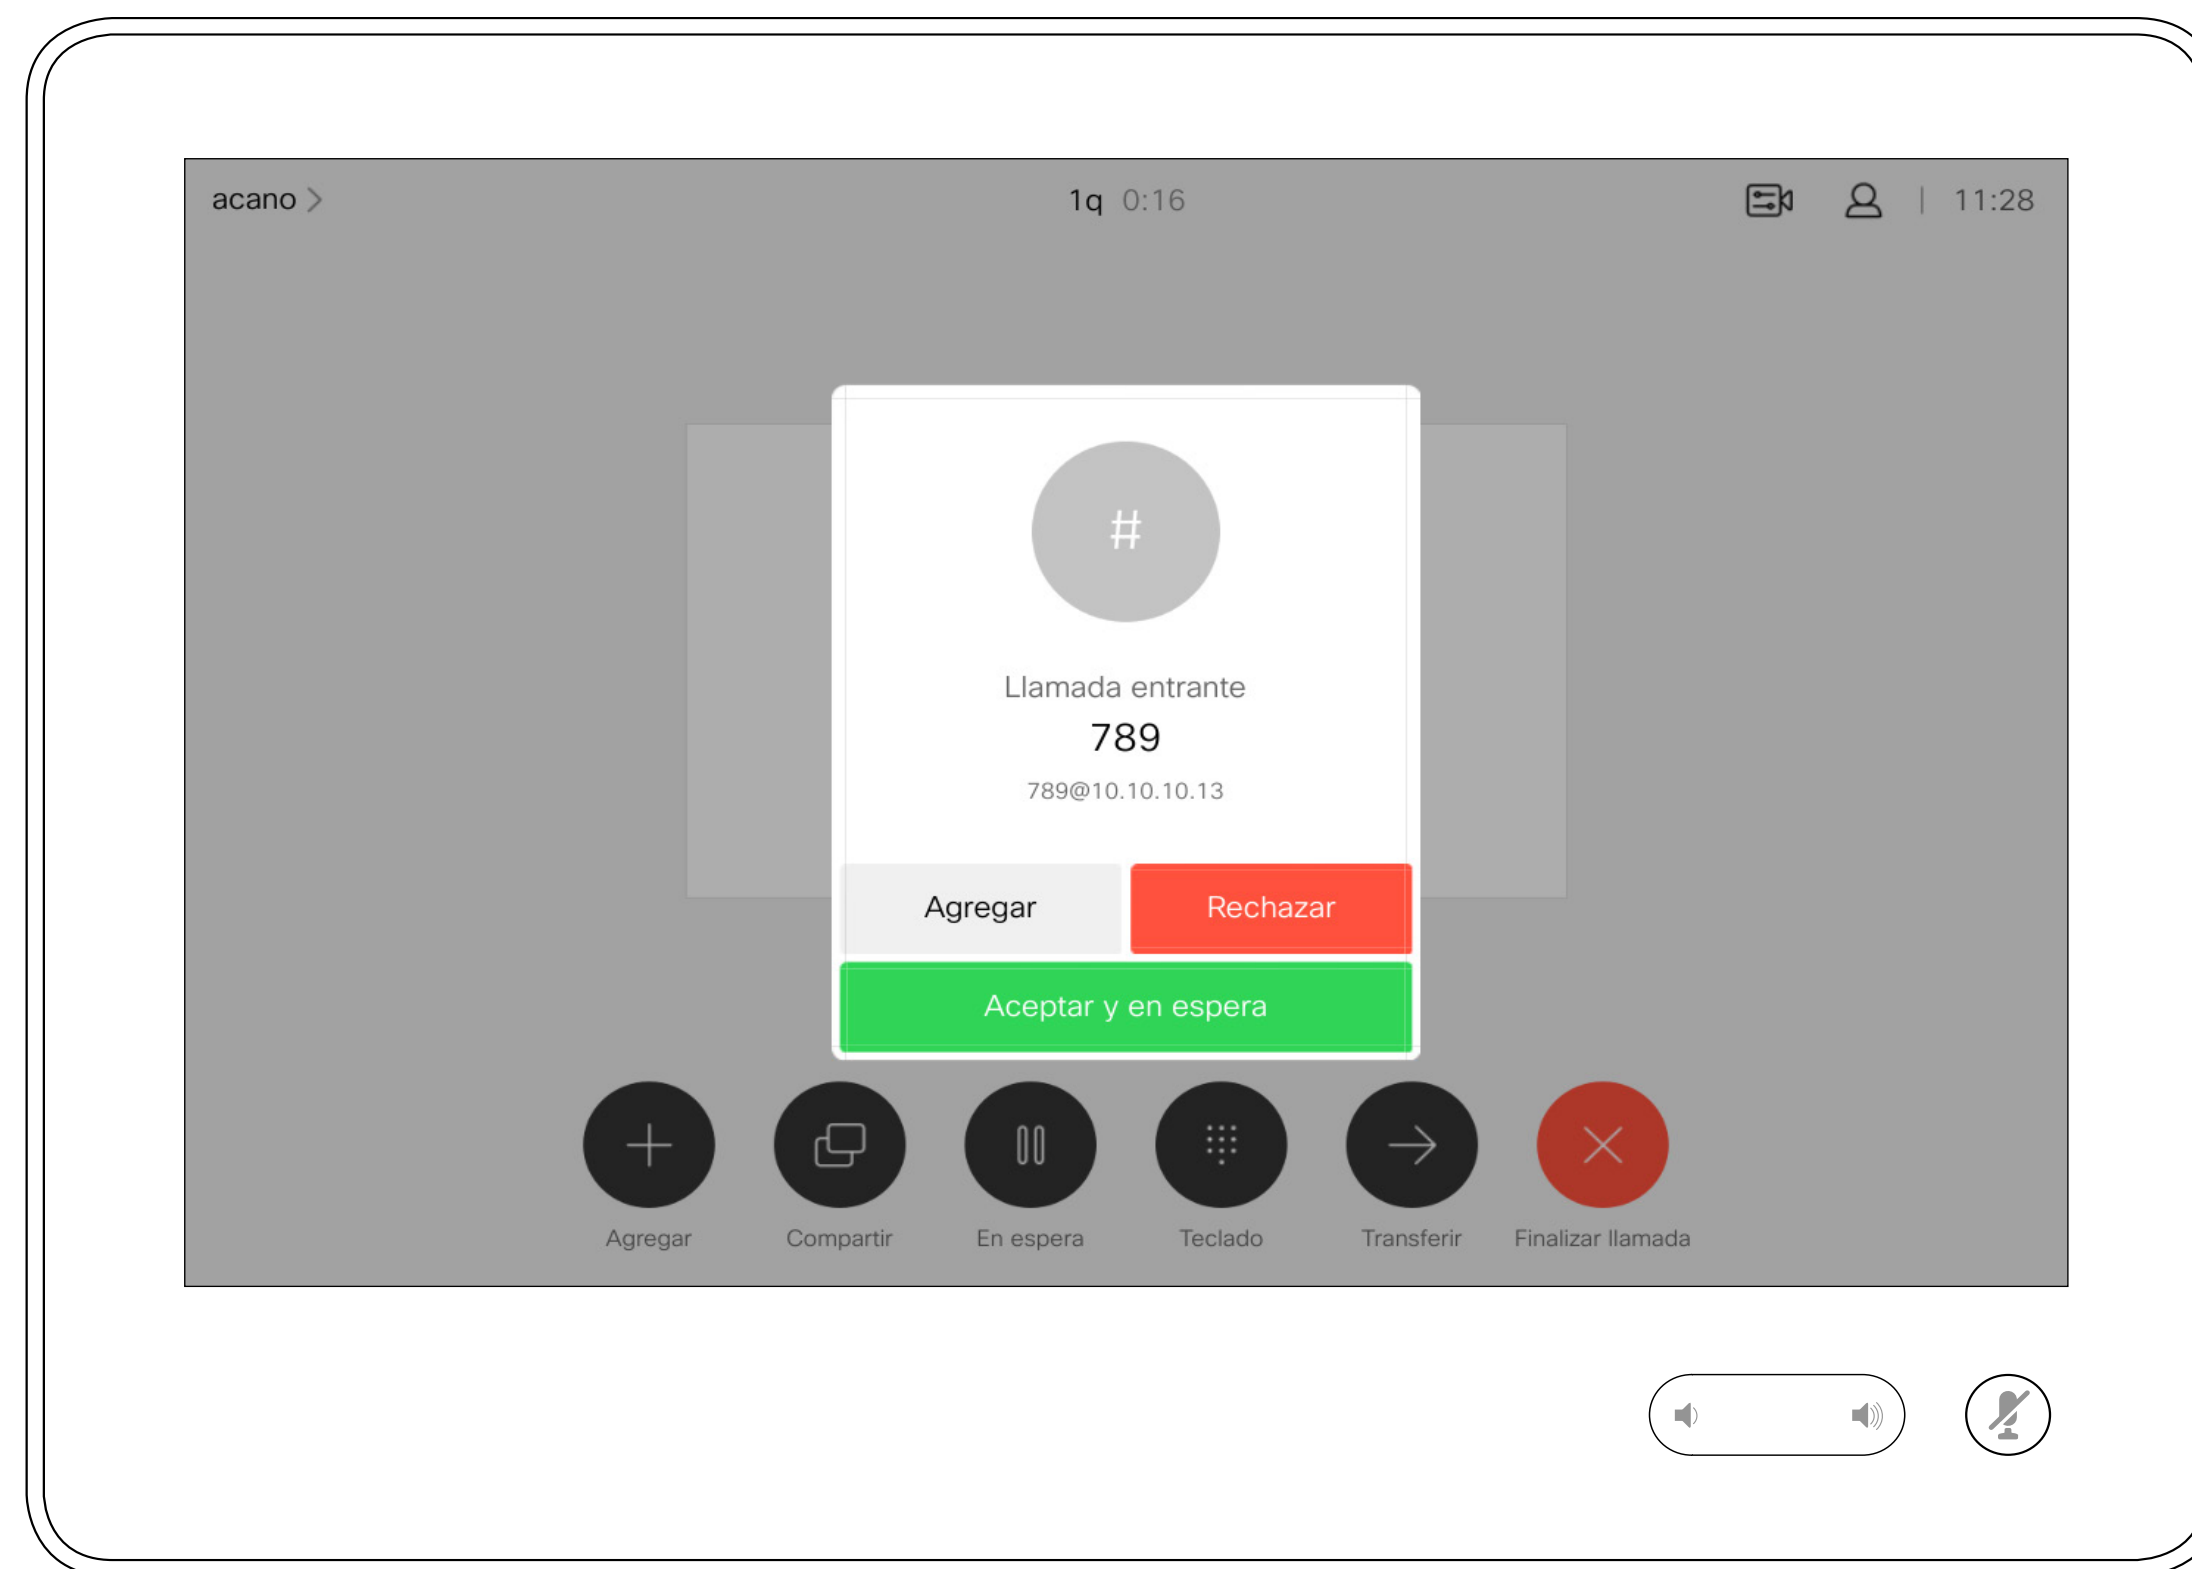 acano
1q 0:16
11:28
#
Llamada entrante
789
789@10.10.10.13
Agregar
Rechazar
Aceptar y en espera
Agregar
Compartir
En espera
Teclado
Transferir
Finalizar llamada